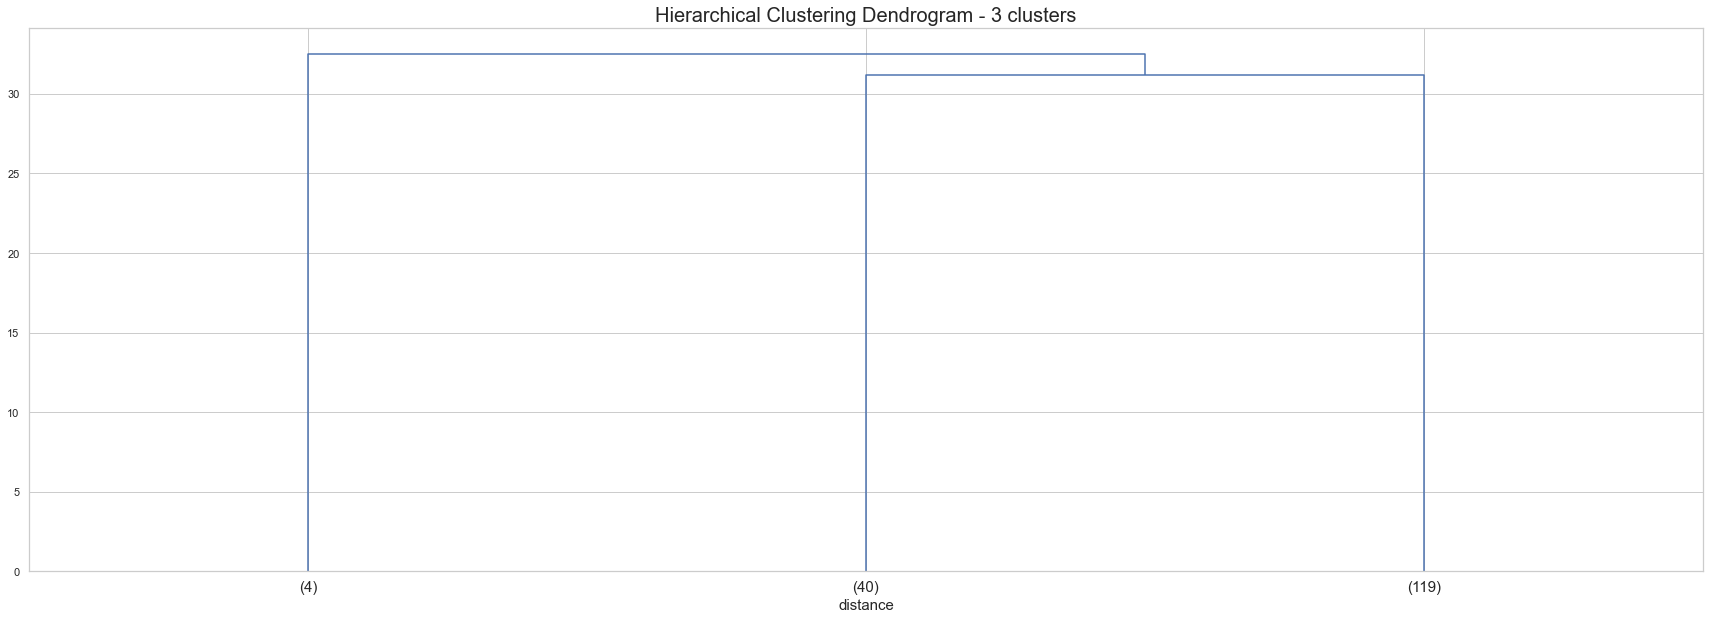 Hierarchical Clustering Dendrogram - 3 clusters
30
25
20
15
10
5
0
(4) (40) (119)
distance